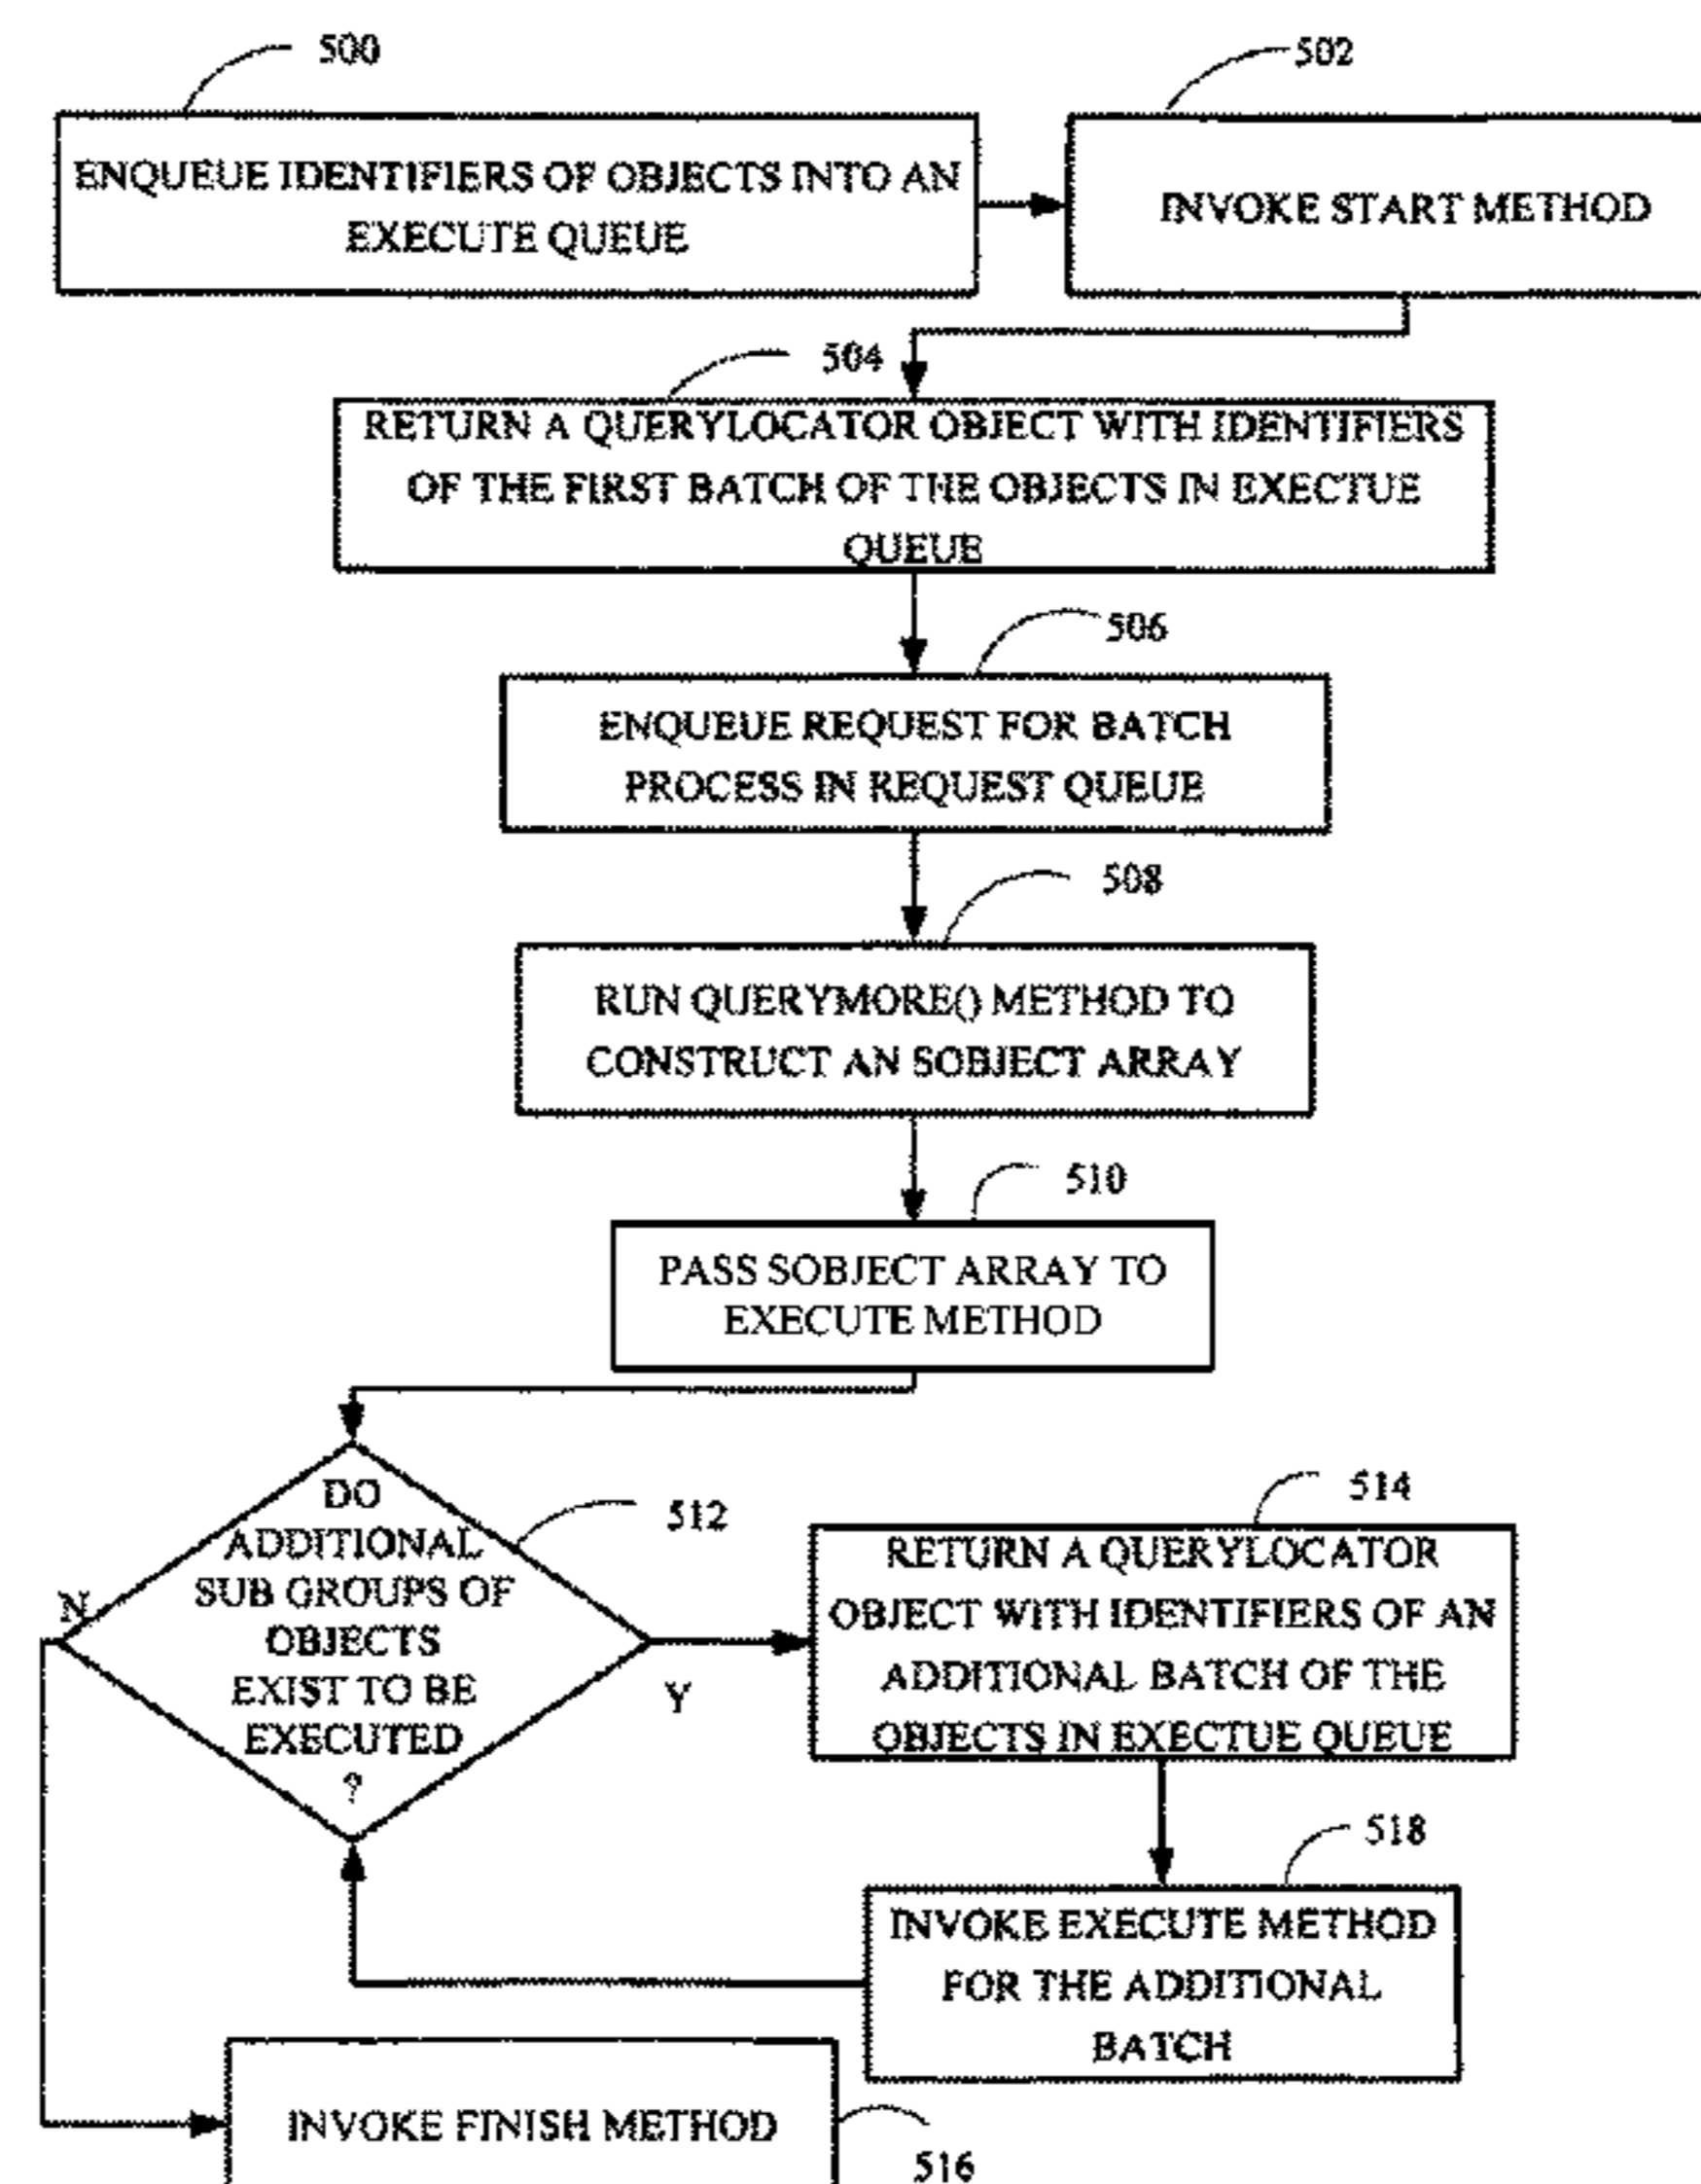 500
502
ENQUEUE IDENTIFIERS OF OBJECTS INTO AN
EXECUTE QUEUE
INVOKE START METHOD
504
RETURN A QUERYLOCATOR OBJECT WITH IDENTIFIERS
OF THE FIRST BATCH OF THE OBJECTS IN EXECTUE
QUEUE
506
ENQUEUE REQUEST FOR BATCH
PROCESS IN REQUEST QUEUE
508
RUN QUERYMORE() METHOD TO
CONSTRUCT AN SOBJECT ARRAY
510
PASS SOBJECT ARRAY TO
EXECUTE METHOD
512
DO
ADDITIONAL
SUB GROUPS OF
OBJECTS
EXIST TO BE
EXECUTED
?
N
Y
514
RETURN A QUERYLOCATOR
OBJECT WITH IDENTIFIERS OF AN
ADDITIONAL BATCH OF THE
OBJECTS IN EXECTUE QUEUE
518
INVOKE EXECUTE METHOD
FOR THE ADDITIONAL
BATCH
INVOKE FINISH METHOD
516